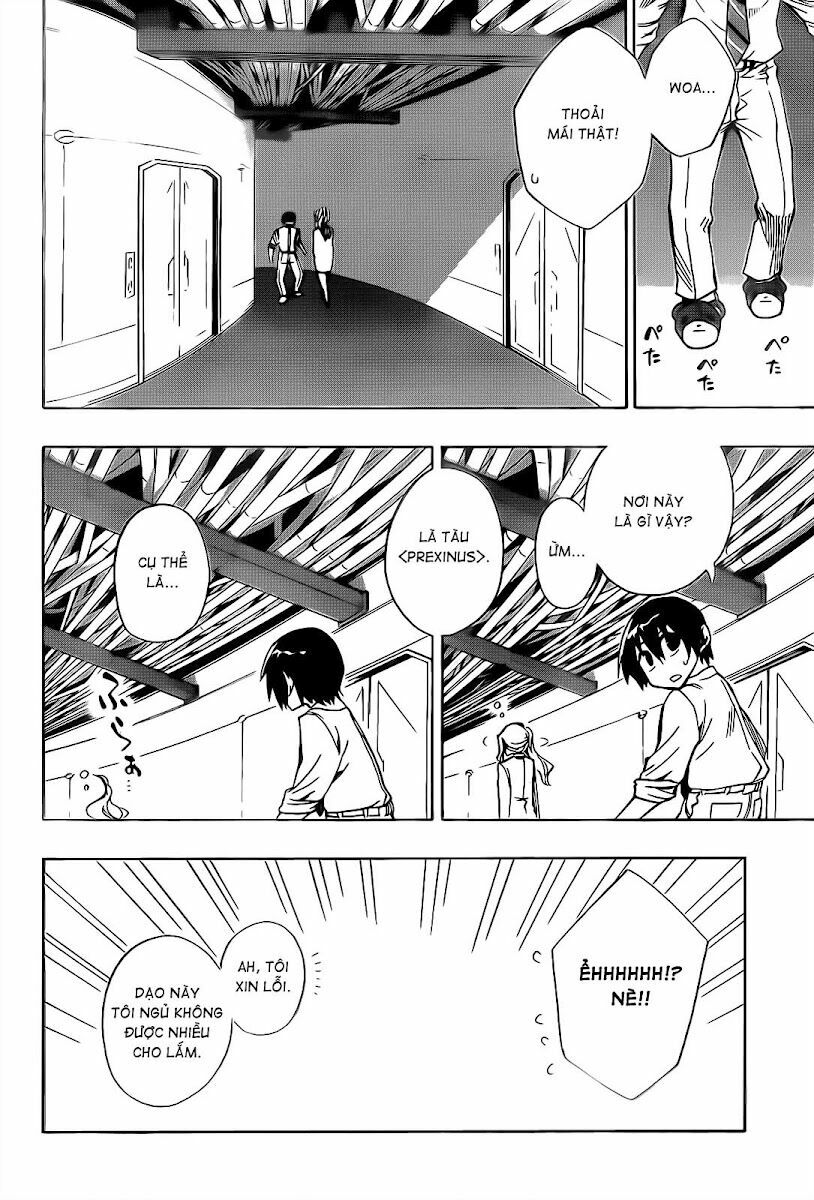 WOA...
THOẢI
MÁI THẬT!
ぺた
ぺた
ぺた
NƠI NÀY
LÀ GÌ VẬY?
ỪM...
LÀ TÀU
<PREXINUS>.
CỤ THỂ
LÀ...
ÈHHHHHH!?
NÈ!!
AH, TÔI
XIN LỖI.
DẠO NÀY
TÔI NGỦ KHÔNG
ĐƯỢC NHIỀU
CHO LẮM.